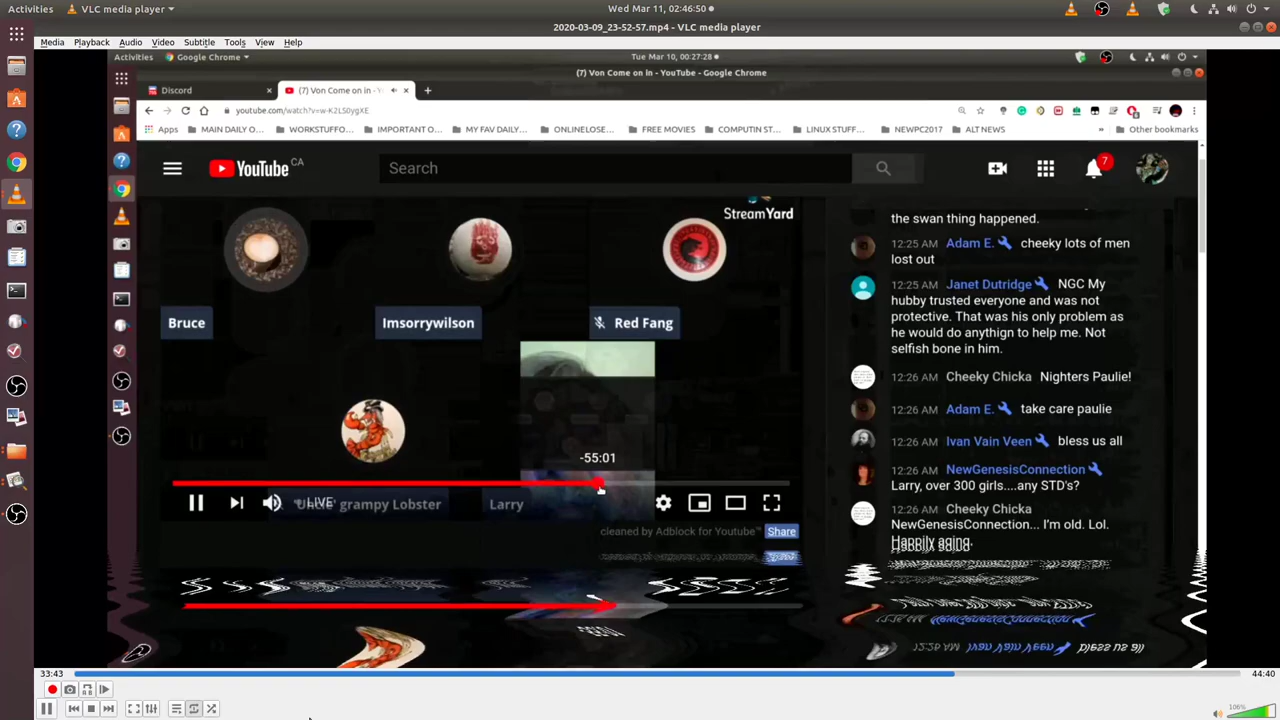 Activities VLC media player Wed Mar 11, 02:46:50
2020-03-09_23-52-57.mp4 - VLC media player
Media Playback Audio Video Subtitle Tools View Help
Activities Google Chrome Tue Mar 10, 00:27:28
(7) Von Come on In - YouTube - Google Chrome
Discord (7) Von Come on in - Y
youtube.com/watch?v=w-K2LS0ygXE
Apps MAIN DAILY O... WORKSTUFFO... IMPORTANT O... MY FAV DAILY... ONLINELOSE... FREE MOVIES COMPUTIN ST... LINUX STUFF... NEWPC2017 ALT NEWS » Other bookmarks
YouTube CA Search 7
StreamYard
Bruce Imsorrywilson Red Fang
-55:01
LIVE grampy Lobster Larry
cleaned by Adblock for Youtube™ Share
the swan thing happened.
12:25 AM Adam E. cheeky lots of men
lost out
12:25 AM Janet Dutridge NGC My
hubby trusted everyone and was not
protective. That was his only problem as
he would do anythign to help me. Not
selfish bone in him.
12:26 AM Cheeky Chicka Nighters Paulie!
12:26 AM Adam E. take care paulie
12:26 AM Ivan Vain Veen bless us all
12:26 AM NewGenesisConnection
Larry, over 300 girls....any STD's?
12:26 AM Cheeky Chicka
NewGenesisConnection... I'm old. Lol.
Happily aging.
33:43 44:40
106%